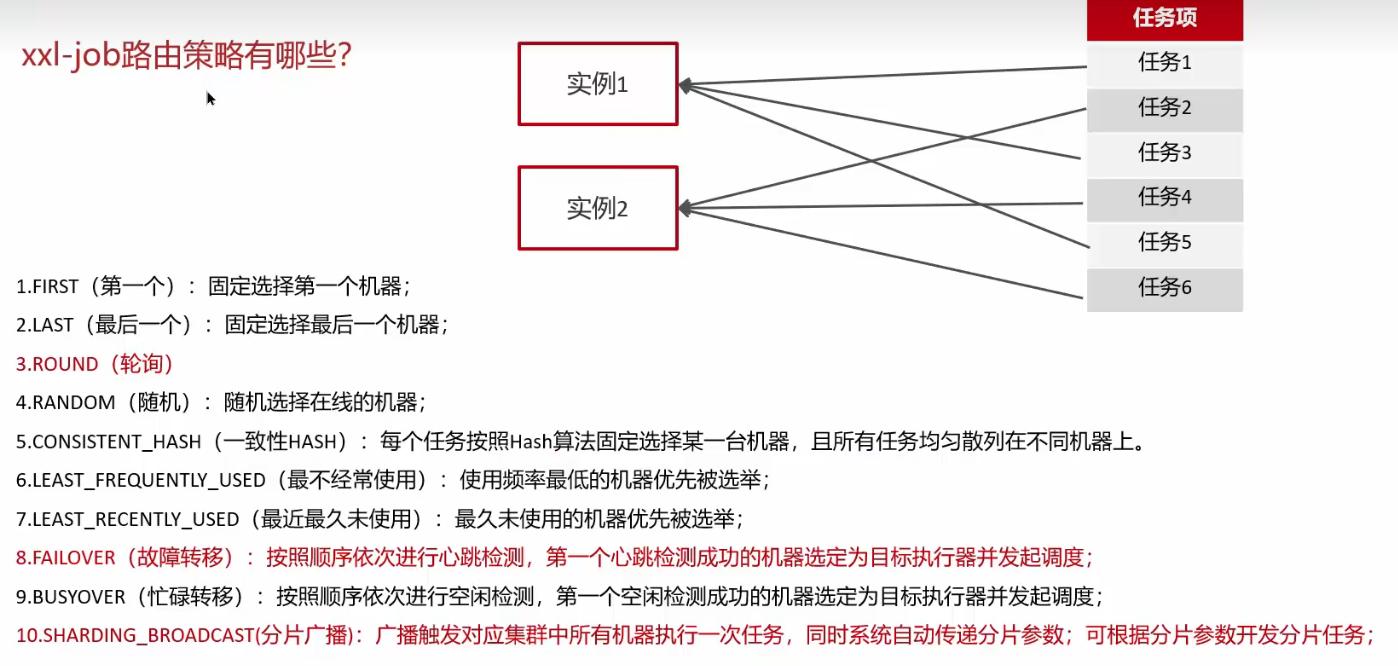 xxl-job路由策略有哪些?
任务项
任务1
任务2
任务3
任务4
任务5
任务6
实例1
实例2
1.FIRST（第一个）：固定选择第一个机器；
2.LAST（最后一个）：固定选择最后一个机器；
3.ROUND（轮询）
4.RANDOM（随机）：随机选择在线的机器；
5.CONSISTENT_HASH（一致性HASH）：每个任务按照Hash算法固定选择某一台机器，且所有任务均匀散列在不同机器上。
6.LEAST_FREQUENTLY_USED（最不经常使用）：使用频率最低的机器优先被选举；
7.LEAST_RECENTLY_USED（最近最久未使用）：最久未使用的机器优先被选举；
8.FAILOVER（故障转移）：按照顺序依次进行心跳检测，第一个心跳检测成功的机器选定为目标执行器并发起调度；
9.BUSYOVER（忙碌转移）：按照顺序依次进行空闲检测，第一个空闲检测成功的机器选定为目标执行器并发起调度；
10.SHARDING_BROADCAST(分片广播)：广播触发对应集群中所有机器执行一次任务，同时系统自动传递分片参数；可根据分片参数开发分片任务；